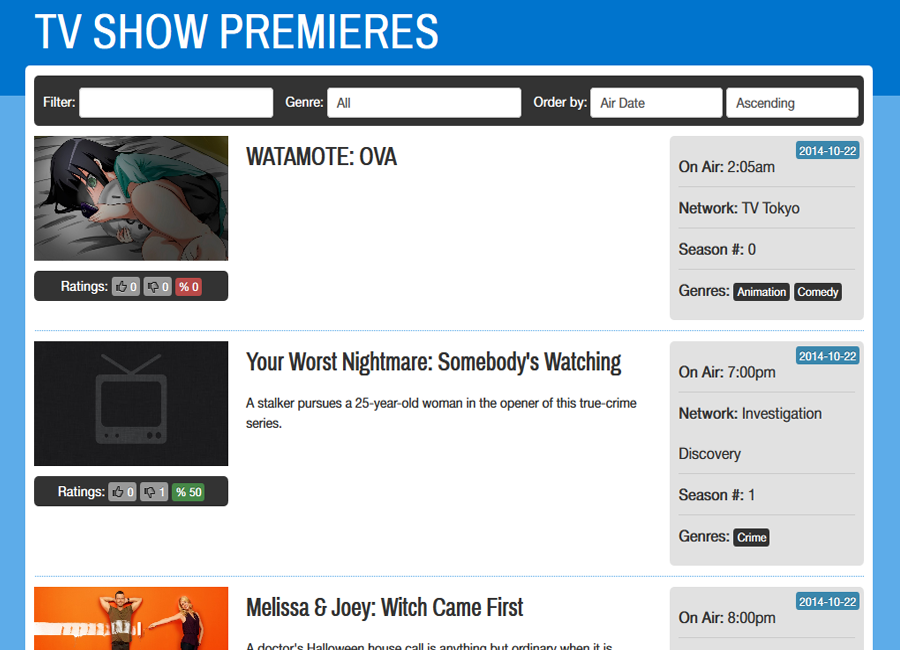 TV SHOW PREMIERES
Filter: Genre: All Order by: Air Date Ascending
WATAMOTE: OVA
2014-10-22
On Air: 2:05am
Network: TV Tokyo
Season #: 0
Genres: Animation Comedy
Ratings: 0 0 % 0
Your Worst Nightmare: Somebody's Watching
A stalker pursues a 25-year-old woman in the opener of this true-crime
series.
2014-10-22
On Air: 7:00pm
Network: Investigation
Discovery
Season #: 1
Genres: Crime
Ratings: 0 1 % 50
Melissa & Joey: Witch Came First
A doctor's Halloween house call is anything but ordinary when it is
2014-10-22
On Air: 8:00pm